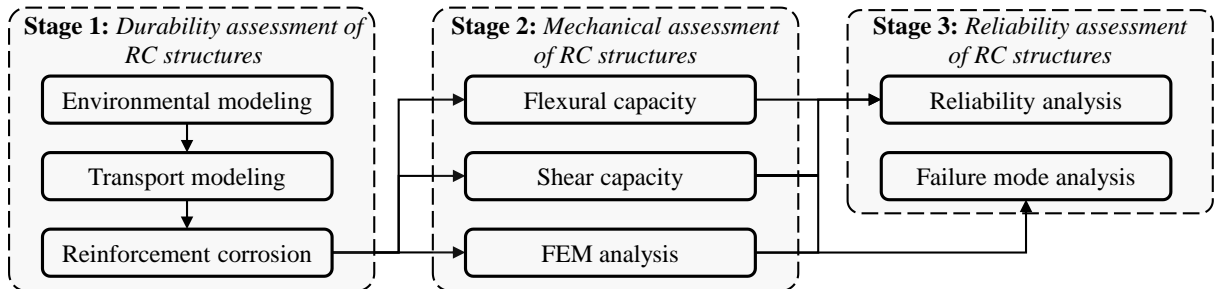 Stage 1: Durability assessment of
RC structures
Environmental modeling
Transport modeling
Reinforcement corrosion
Stage 2: Mechanical assessment
of RC structures
Flexural capacity
Shear capacity
FEM analysis
Stage 3: Reliability assessment
of RC structures
Reliability analysis
Failure mode analysis